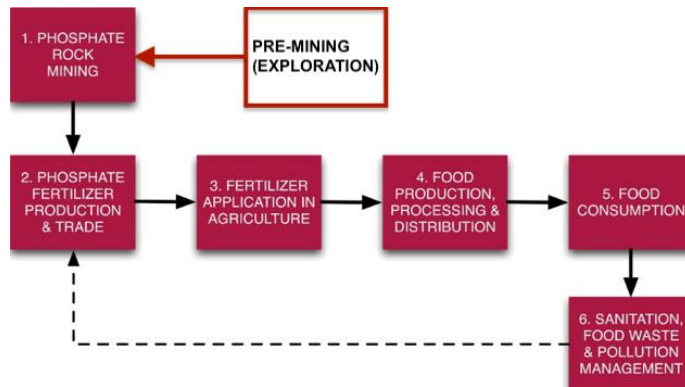 1. PHOSPHATE
ROCK
MINING
PRE-MINING
(EXPLORATION)
2. PHOSPHATE
FERTILIZER
PRODUCTION
& TRADE
3. FERTILIZER
APPLICATION IN
AGRICULTURE
4. FOOD
PRODUCTION,
PROCESSING &
DISTRIBUTION
5. FOOD
CONSUMPTION
6. SANITATION,
FOOD WASTE
& POLLUTION
MANAGEMENT